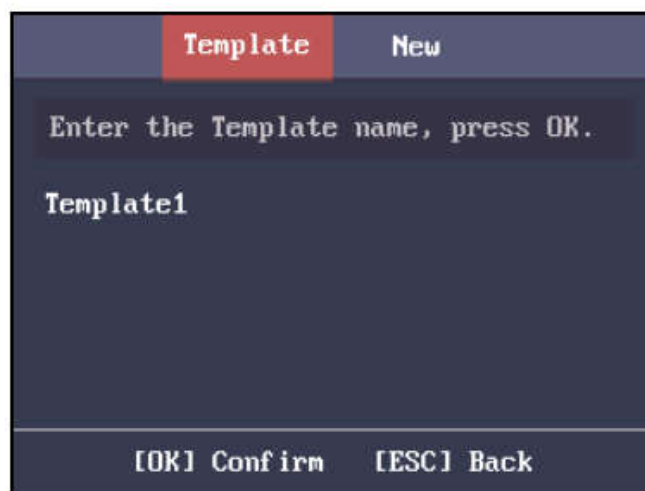 Template New
Enter the Template name, press OK.
Template1
[OK] Confirm [ESC] Back